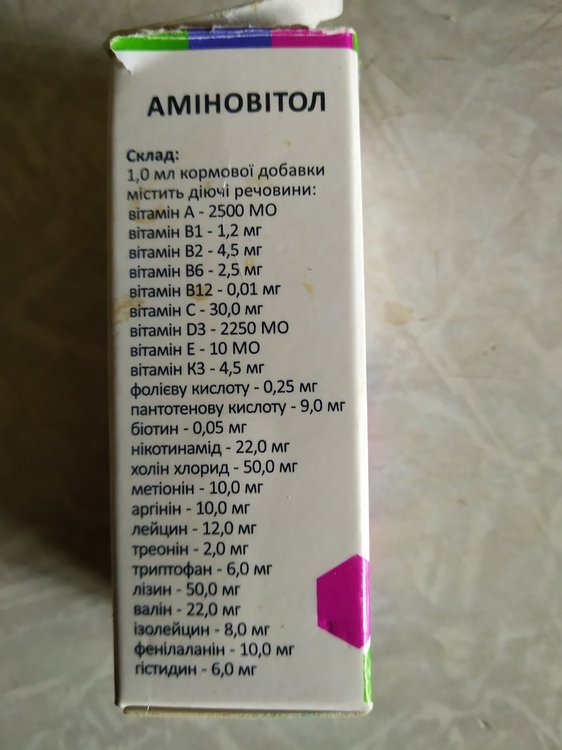 АМІНОВІТОЛ
Склад:
1,0 мл кормової добавки
містить діючі речовини:
вітамін А - 2500 МО
вітамін В1 - 1,2 мг
вітамін В2 - 4,5 мг
вітамін В6 - 2,5 мг
вітамін В12 - 0,01 мг
вітамін С - 30,0 мг
вітамін D3 - 2250 МО
вітамін Е - 10 МО
вітамін К3 - 4,5 мг
фолієву кислоту - 0,25 мг
пантотенову кислоту - 9,0 мг
біотин - 0,05 мг
нікотинамід - 22,0 мг
холін хлорид - 50,0 мг
метіонін - 10,0 мг
аргінін - 10,0 мг
лейцин - 12,0 мг
треонін - 2,0 мг
триптофан - 6,0 мг
лізин - 50,0 мг
валін - 22,0 мг
ізолейцин - 8,0 мг
фенілаланін - 10,0 мг
гістидин - 6,0 мг